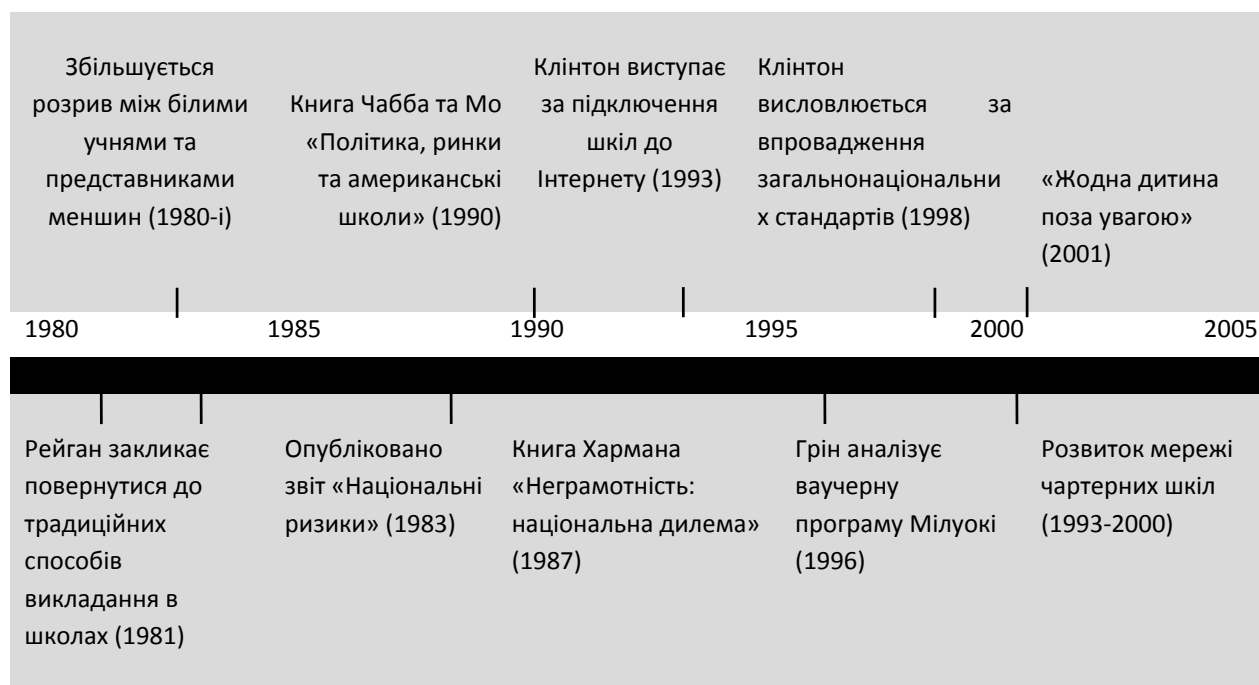 Збільшується
розрив між білими
учнями та
представниками
меншин (1980-і)
Книга Чабба та Мо
«Політика, ринки
та американські
школи» (1990)
Клінтон виступає
за підключення
шкіл до
Інтернету (1993)
Клінтон
висловлюється за
впровадження
загальнонаціональни
х стандартів (1998)
«Жодна дитина
поза увагою»
(2001)
1980 1985 1990 1995 2000 2005
Рейган закликає
повернутися до
традиційних
способів
викладання в
школах (1981)
Опубліковано
звіт «Національні
ризики» (1983)
Книга Хармана
«Неграмотність:
національна дилема»
(1987)
Грін аналізує
ваучерну
програму Мілуокі
(1996)
Розвиток мережі
чартерних шкіл
(1993-2000)